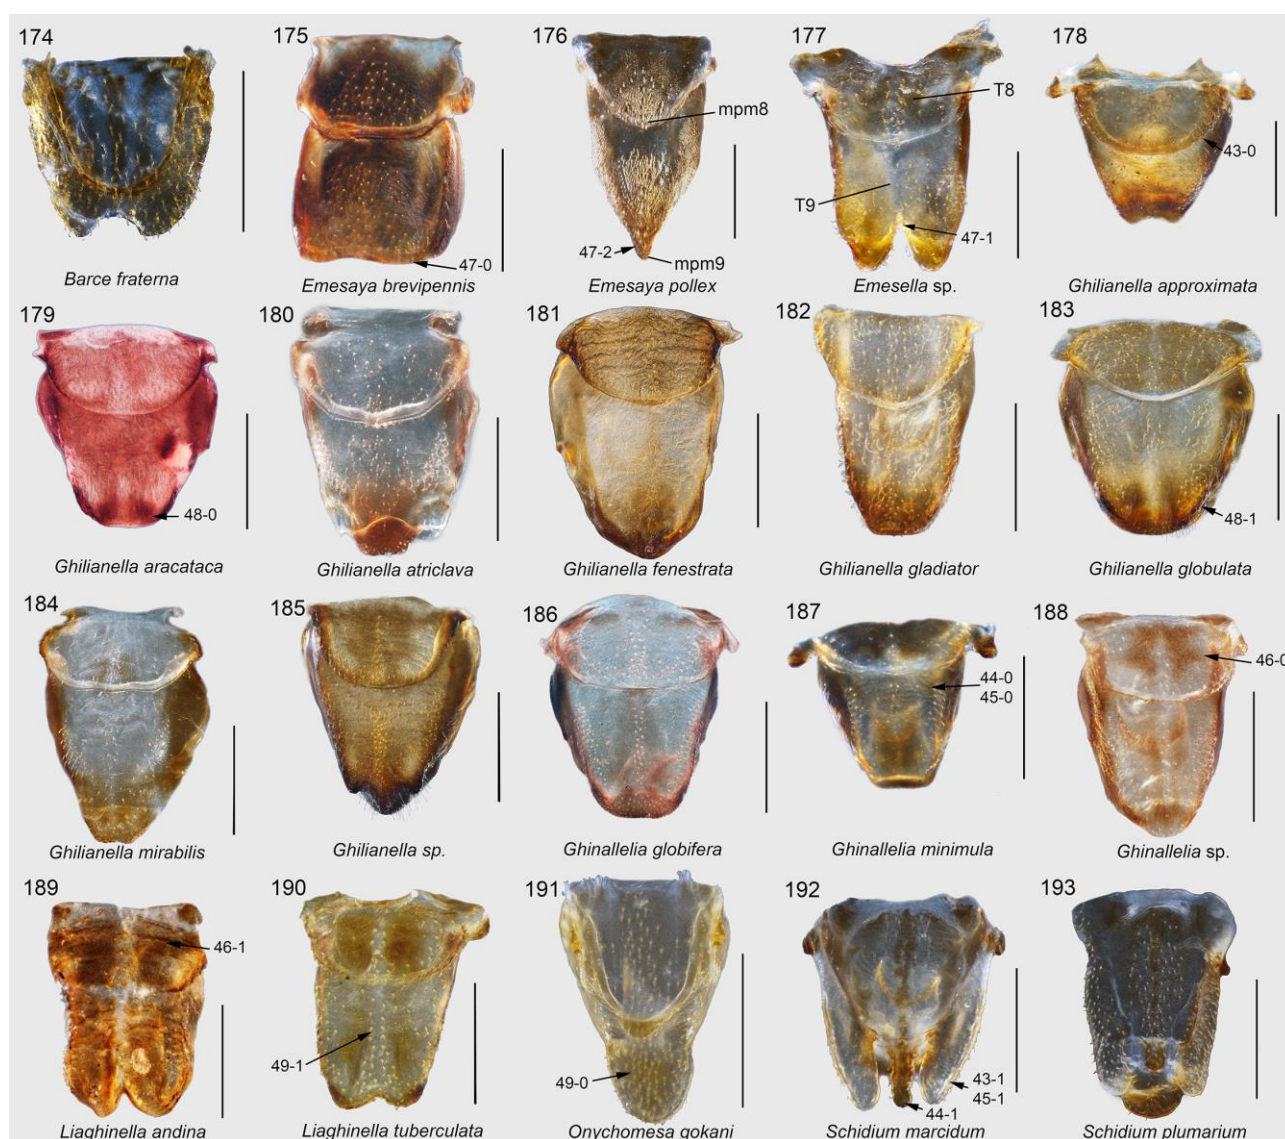 174
175
176
177
178
mpm8
T8
43-0
T9
47-0
47-2
mpm9
47-1
Barce fraterna
Emesaya brevipennis
Emesaya pollex
Emesella sp.
Ghilianella approximata
179
180
181
182
183
48-0
48-1
Ghilianella aracataca
Ghilianella atriclava
Ghilianella fenestrata
Ghilianella gladiator
Ghilianella globulata
184
185
186
187
188
44-0
45-0
46-0
Ghilianella mirabilis
Ghilianella sp.
Ghinallelia globifera
Ghinallelia minimula
Ghinallelia sp.
189
190
191
192
193
46-1
49-1
49-0
43-1
45-1
44-1
Liaghinella andina
Liaghinella tuberculata
Onychomesa gokani
Schidium marcidum
Schidium plumarium